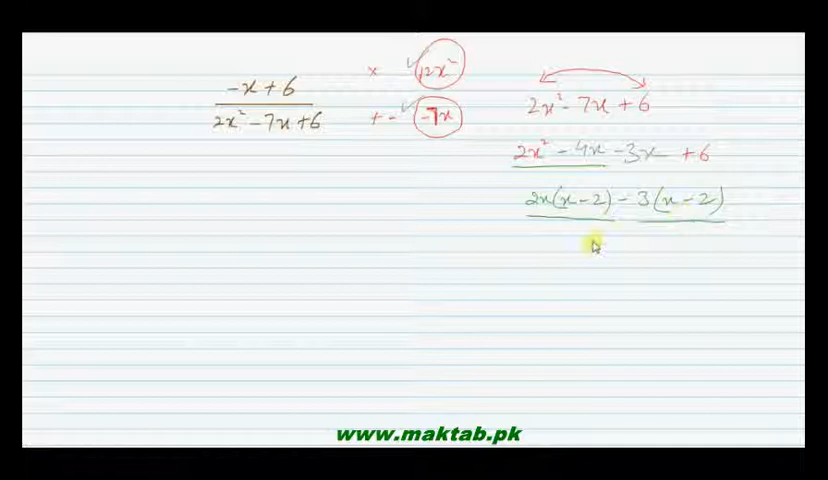 -x + 6
2x² - 7x + 6
× 12x²
+ - -7x
2x² - 7x + 6
2x² - 4x - 3x + 6
2x(x-2) - 3(x-2)
www.maktab.pk